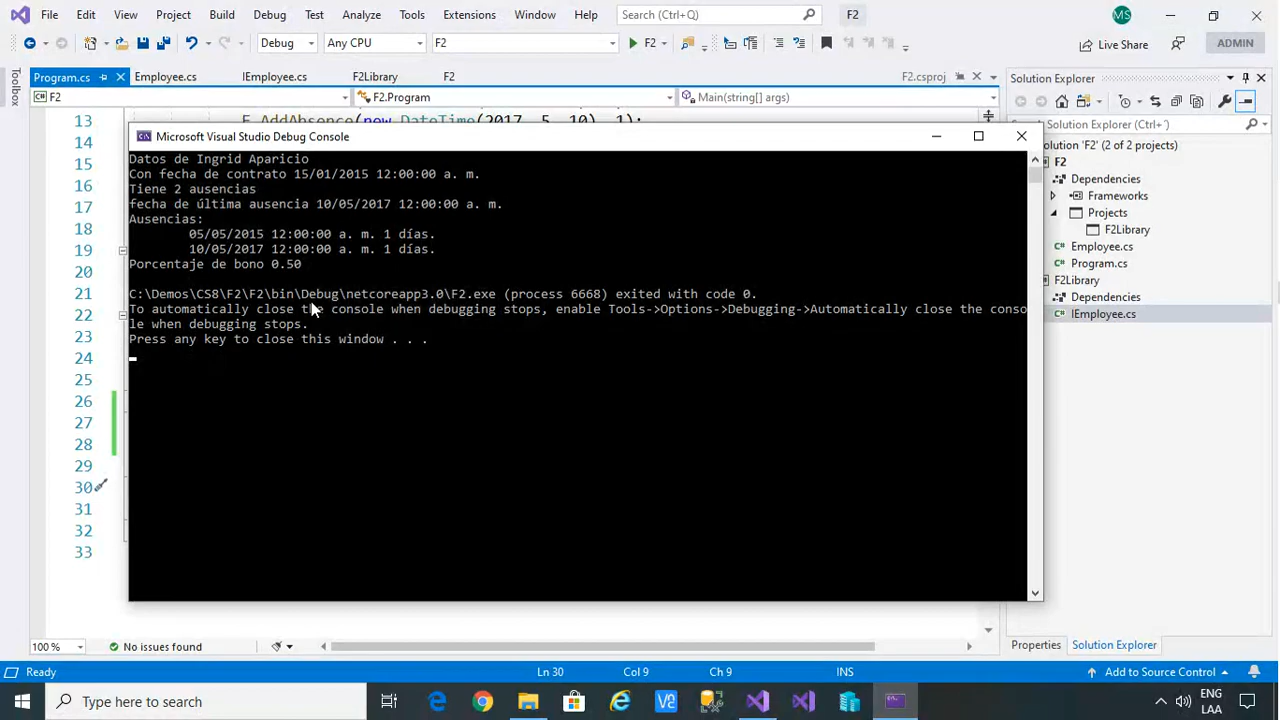 File Edit View Project Build Debug Test Analyze Tools Extensions Window Help Search (Ctrl+Q) F2 MS
Debug Any CPU F2 F2 Live Share ADMIN
Toolbox
Program.cs Employee.cs IEmployee.cs F2Library F2 F2.csproj
F2 F2.Program Main(string[] args)
13 E.AddAbsence(new DateTime(2017, 5, 10), 1);
14
15
16
17
18
19
20
21
22
23
24
25
26
27
28
29
30
31
32
33
Microsoft Visual Studio Debug Console
Datos de Ingrid Aparicio
Con fecha de contrato 15/01/2015 12:00:00 a. m.
Tiene 2 ausencias
fecha de última ausencia 10/05/2017 12:00:00 a. m.
Ausencias:
05/05/2015 12:00:00 a. m. 1 días.
10/05/2017 12:00:00 a. m. 1 días.
Porcentaje de bono 0.50
C:\Demos\CS8\F2\F2\bin\Debug\netcoreapp3.0\F2.exe (process 6668) exited with code 0.
To automatically close the console when debugging stops, enable Tools->Options->Debugging->Automatically close the conso
le when debugging stops.
Press any key to close this window . . .
Solution Explorer
Search Solution Explorer (Ctrl+´)
Solution 'F2' (2 of 2 projects)
F2
Dependencies
Frameworks
Projects
F2Library
Employee.cs
Program.cs
F2Library
Dependencies
IEmployee.cs
100 % No issues found
Properties Solution Explorer
Ready Ln 30 Col 9 Ch 9 INS Add to Source Control
Type here to search
ENG
LAA